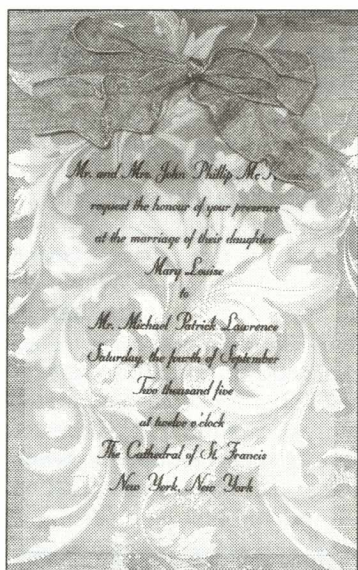 Mr. and Mrs. John Phillip
request the honour of your presence
at the marriage of their daughter
Mary Louise
to
Mr. Michael Patrick Lawrence
Saturday, the fourth of September
Two thousand five
at twelve o'clock
The Cathedral of St. Francis
New York, New York